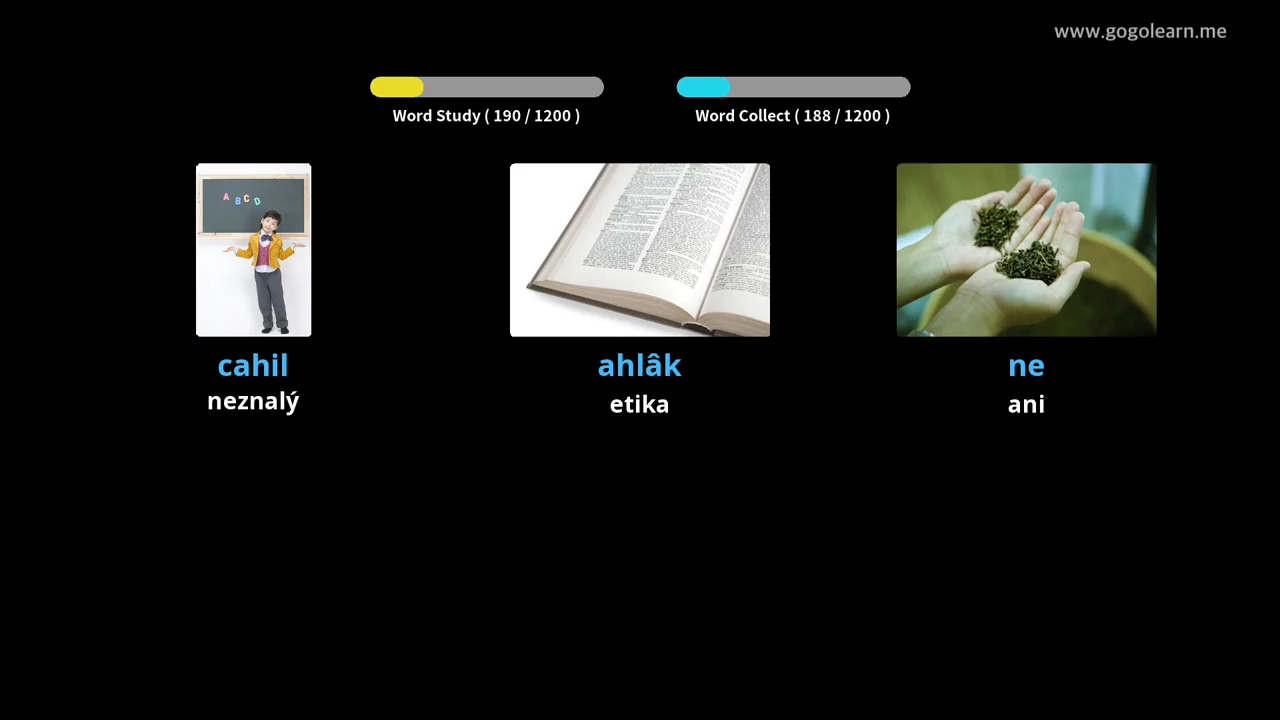 www.gogolearn.me
Word Study ( 190 / 1200 )
Word Collect ( 188 / 1200 )
A B C D
cahil
neznalý
ahlâk
etika
ne
ani